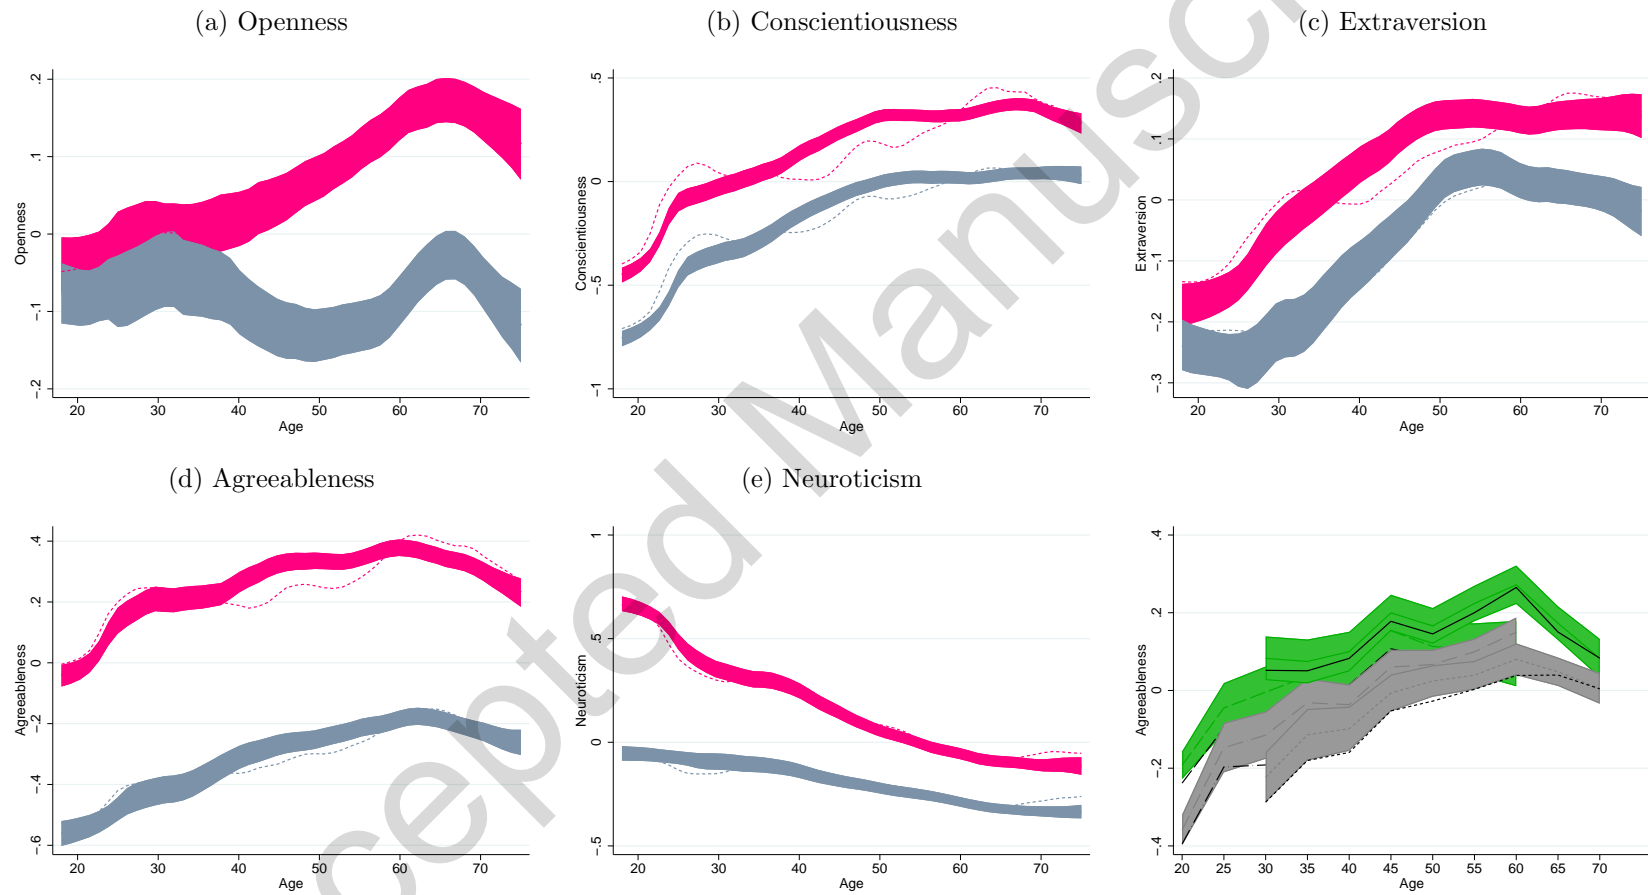 (a) Openness
(b) Conscientiousness
(c) Extraversion
Openness
.2
.1
0
-.1
-.2
20 30 40 50 60 70
Age
Conscientiousness
.5
0
-.5
-1
20 30 40 50 60 70
Age
Extraversion
.2
.1
0
-.1
-.2
-.3
20 30 40 50 60 70
Age
(d) Agreeableness
(e) Neuroticism
Agreeableness
.4
.2
0
-.2
-.4
-.6
20 30 40 50 60 70
Age
Neuroticism
1
.5
0
-.5
20 30 40 50 60 70
Age
Agreeableness
.4
.2
0
-.2
-.4
20 25 30 35 40 45 50 55 60 65 70
Age
cepted Manusc